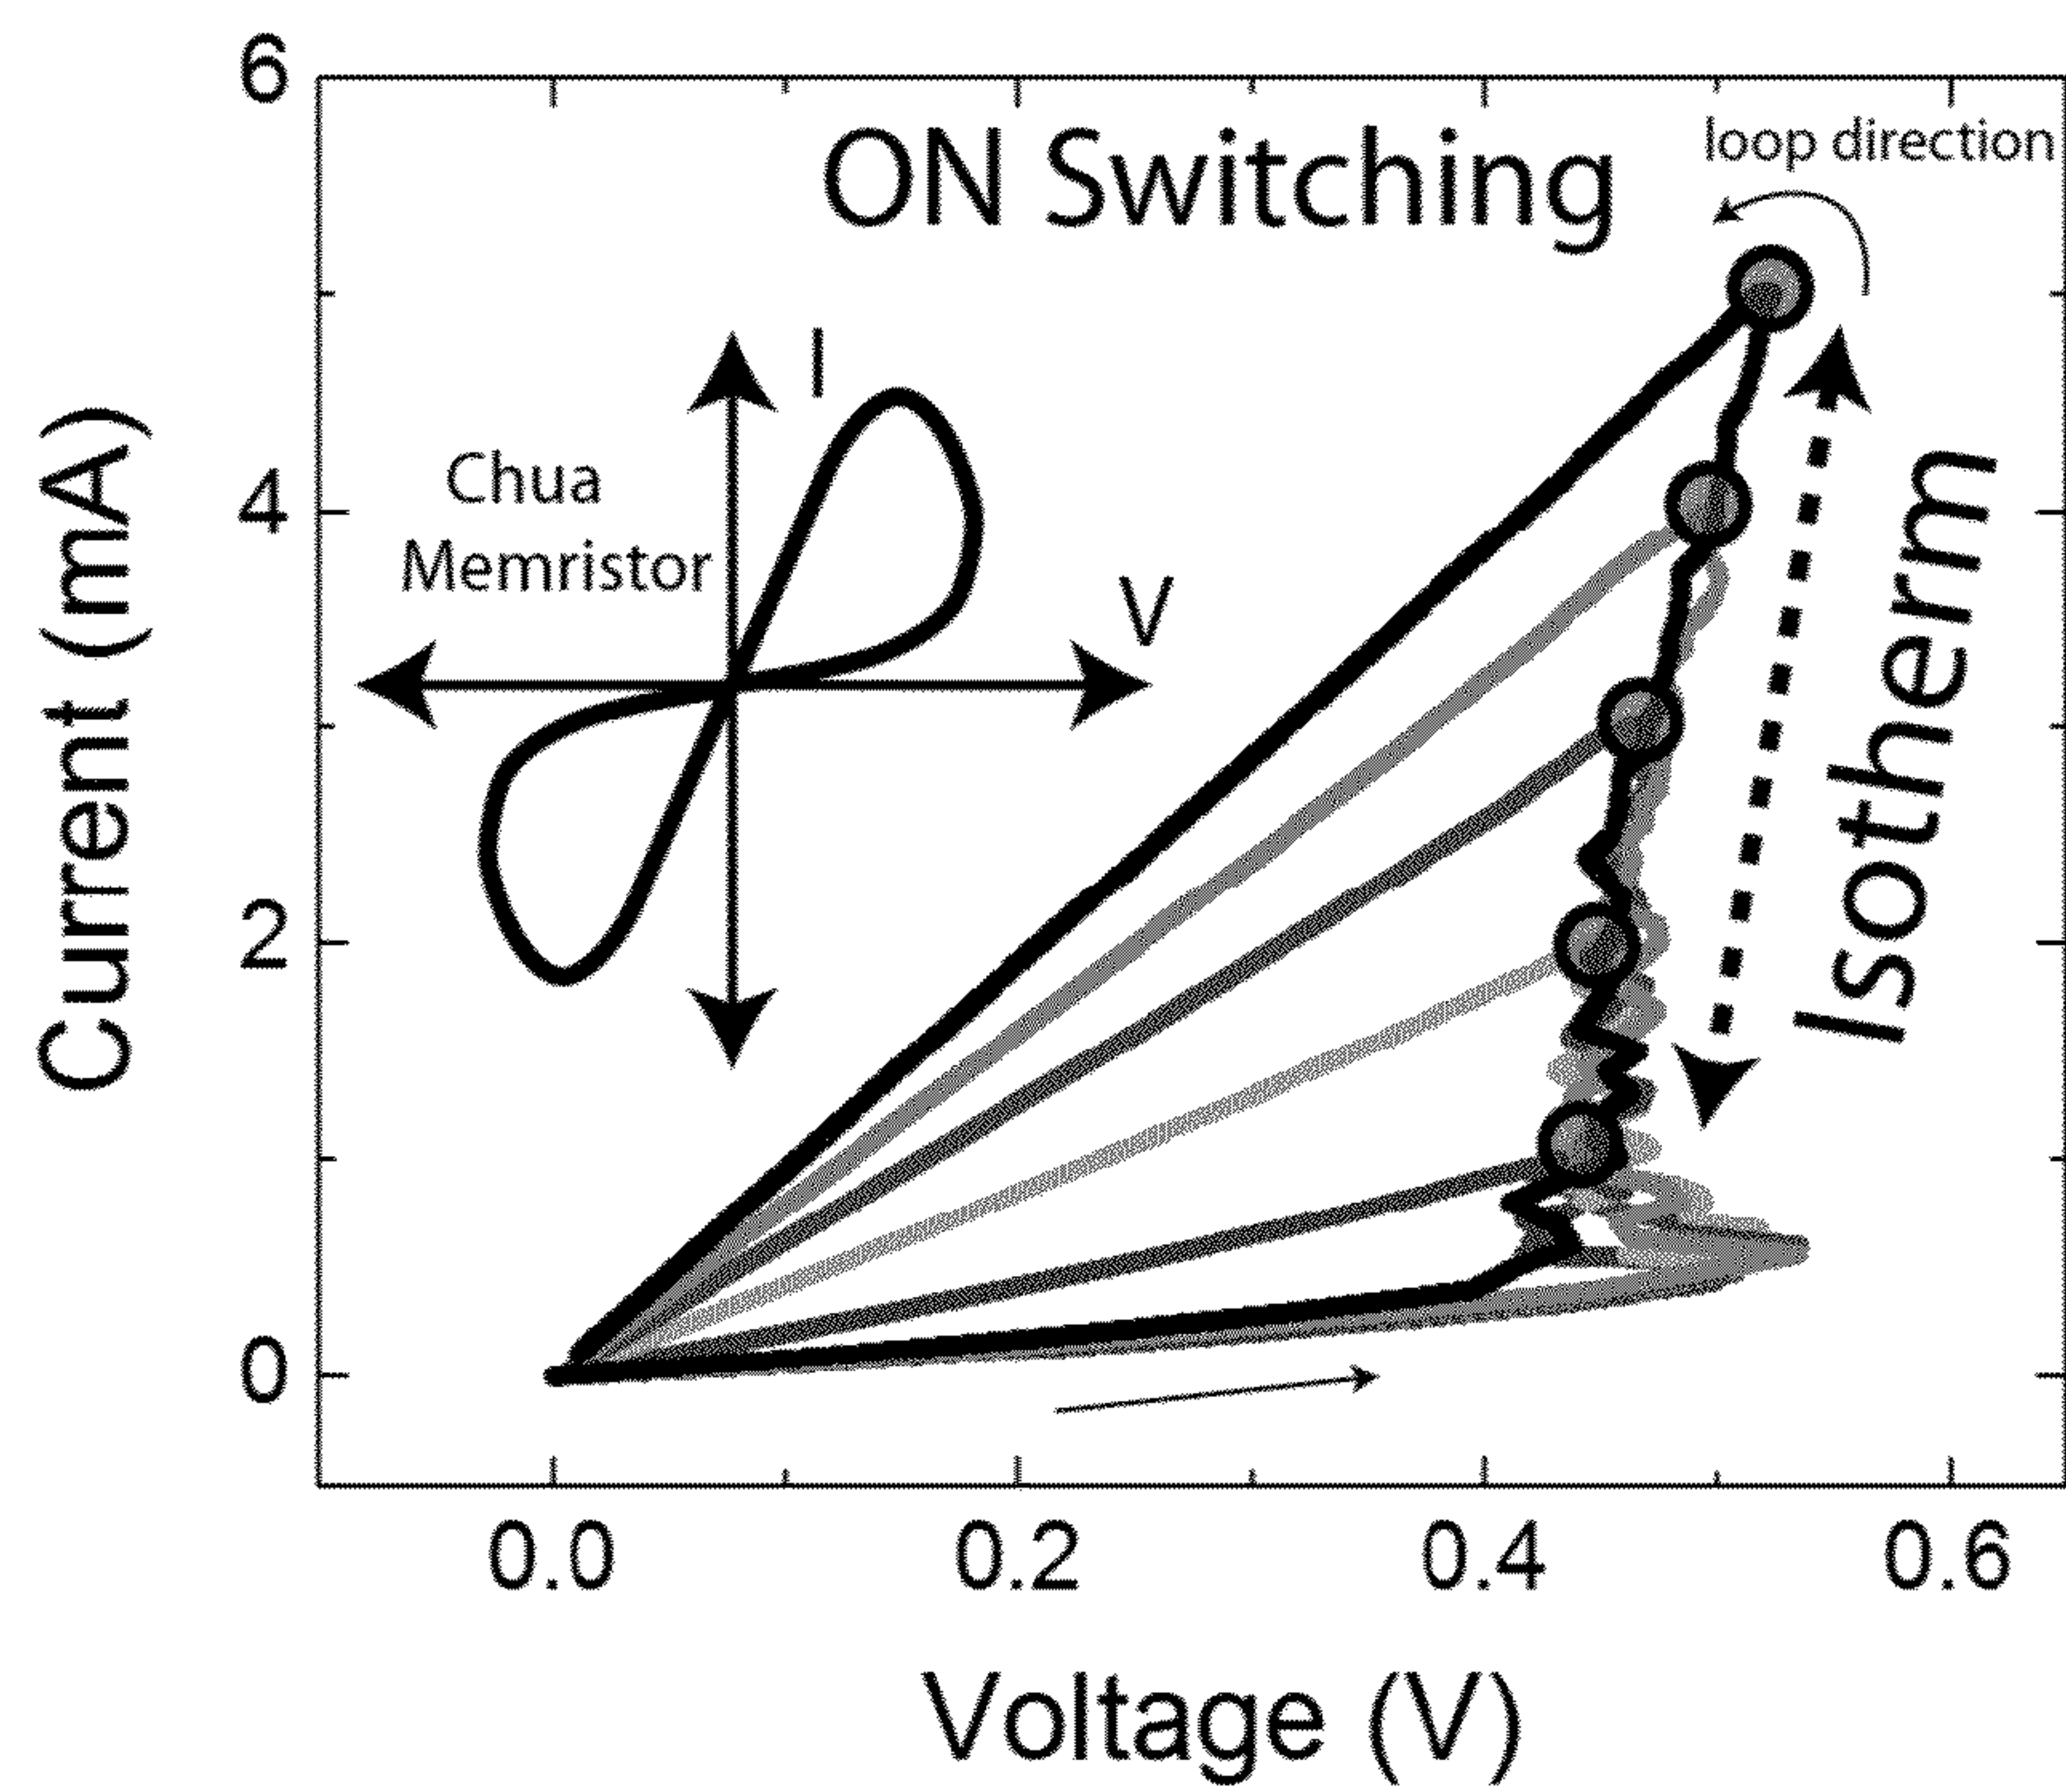 6
ON Switching
loop direction
I
Chua
Memristor
V
4
2
0
Current (mA)
Isotherm
0.0
0.2
0.4
0.6
Voltage (V)